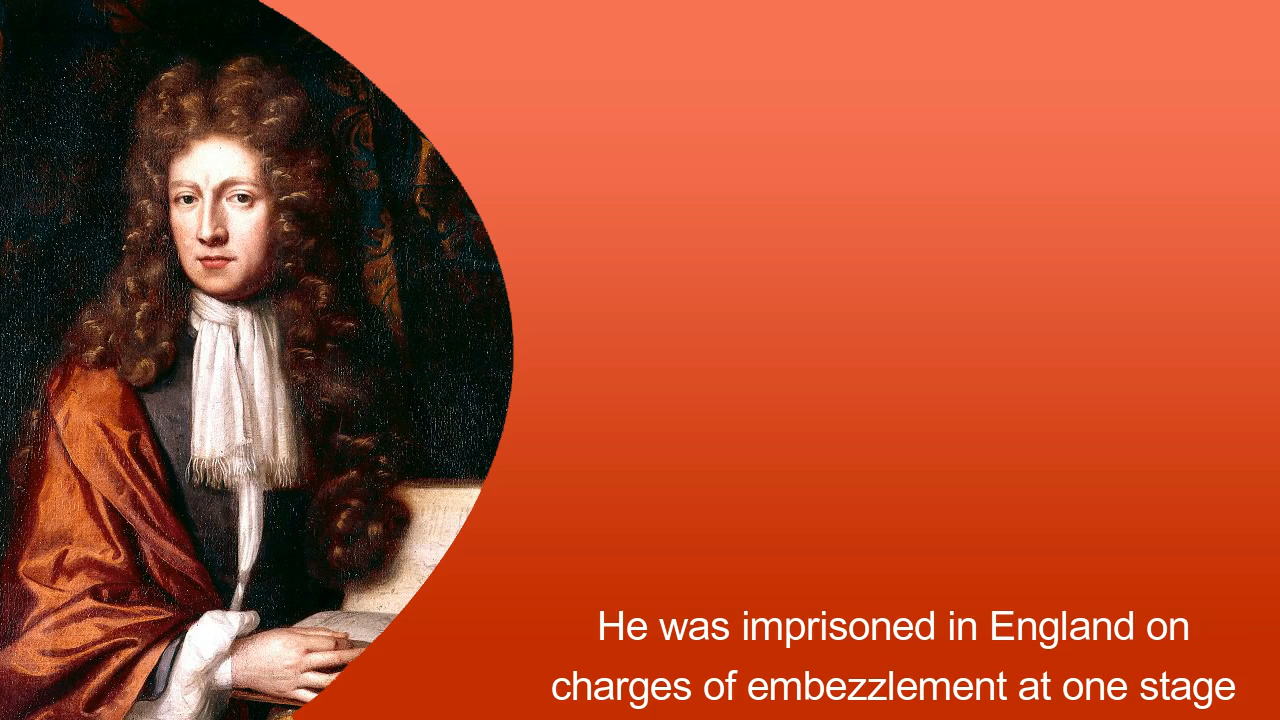 He was imprisoned in England on
charges of embezzlement at one stage